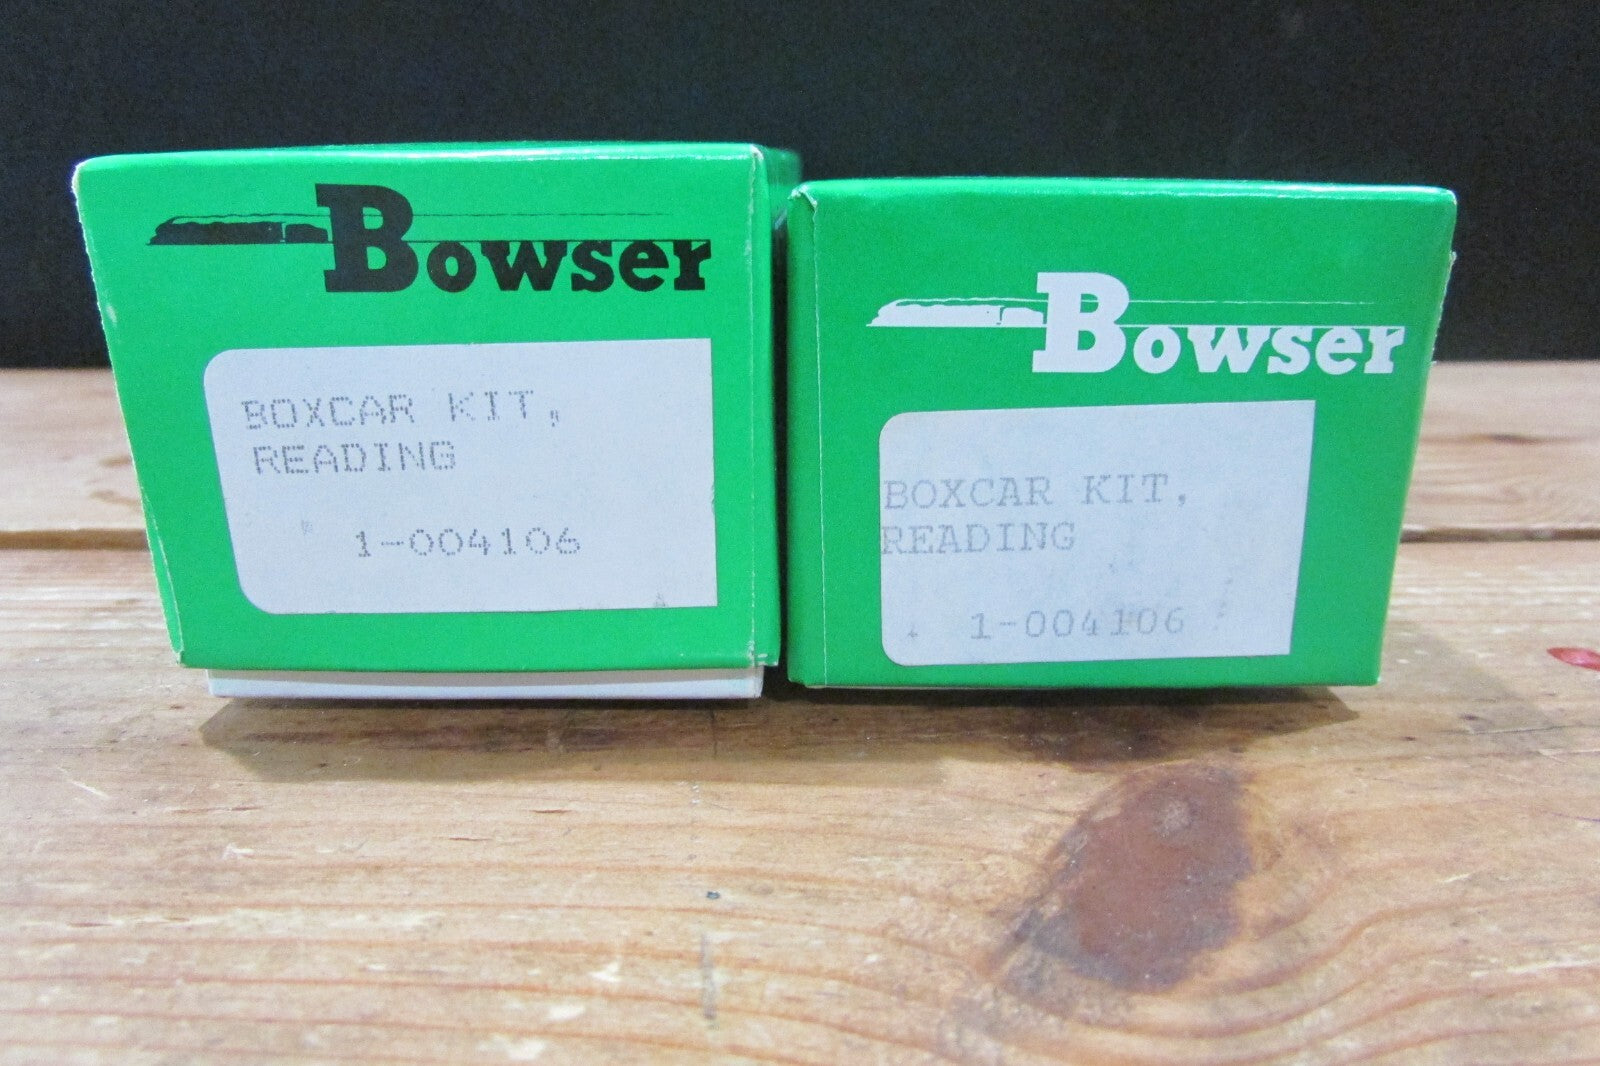 Bowser
BOXCAR KIT,
READING
1-004106
Bowser
BOXCAR KIT,
READING
1-004106